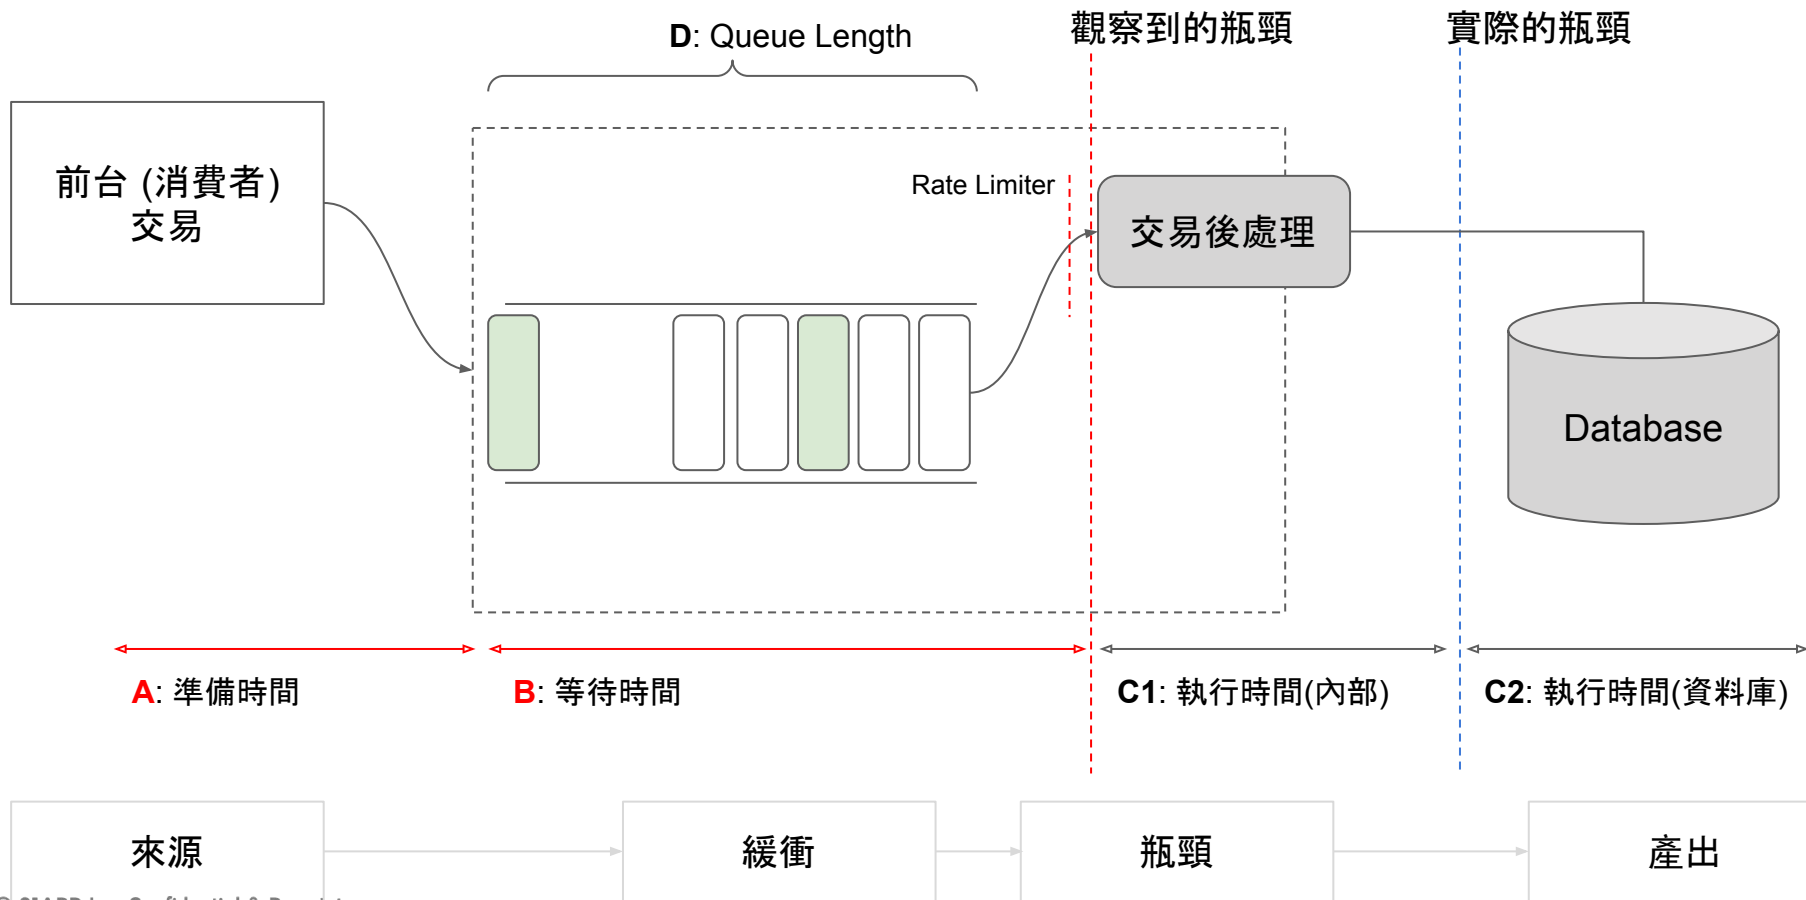 D: Queue Length
觀察到的瓶頸
實際的瓶頸
前台 (消費者)
交易
Rate Limiter
交易後處理
Database
A: 準備時間
B: 等待時間
C1: 執行時間(內部)
C2: 執行時間(資料庫)
來源
緩衝
瓶頸
產出